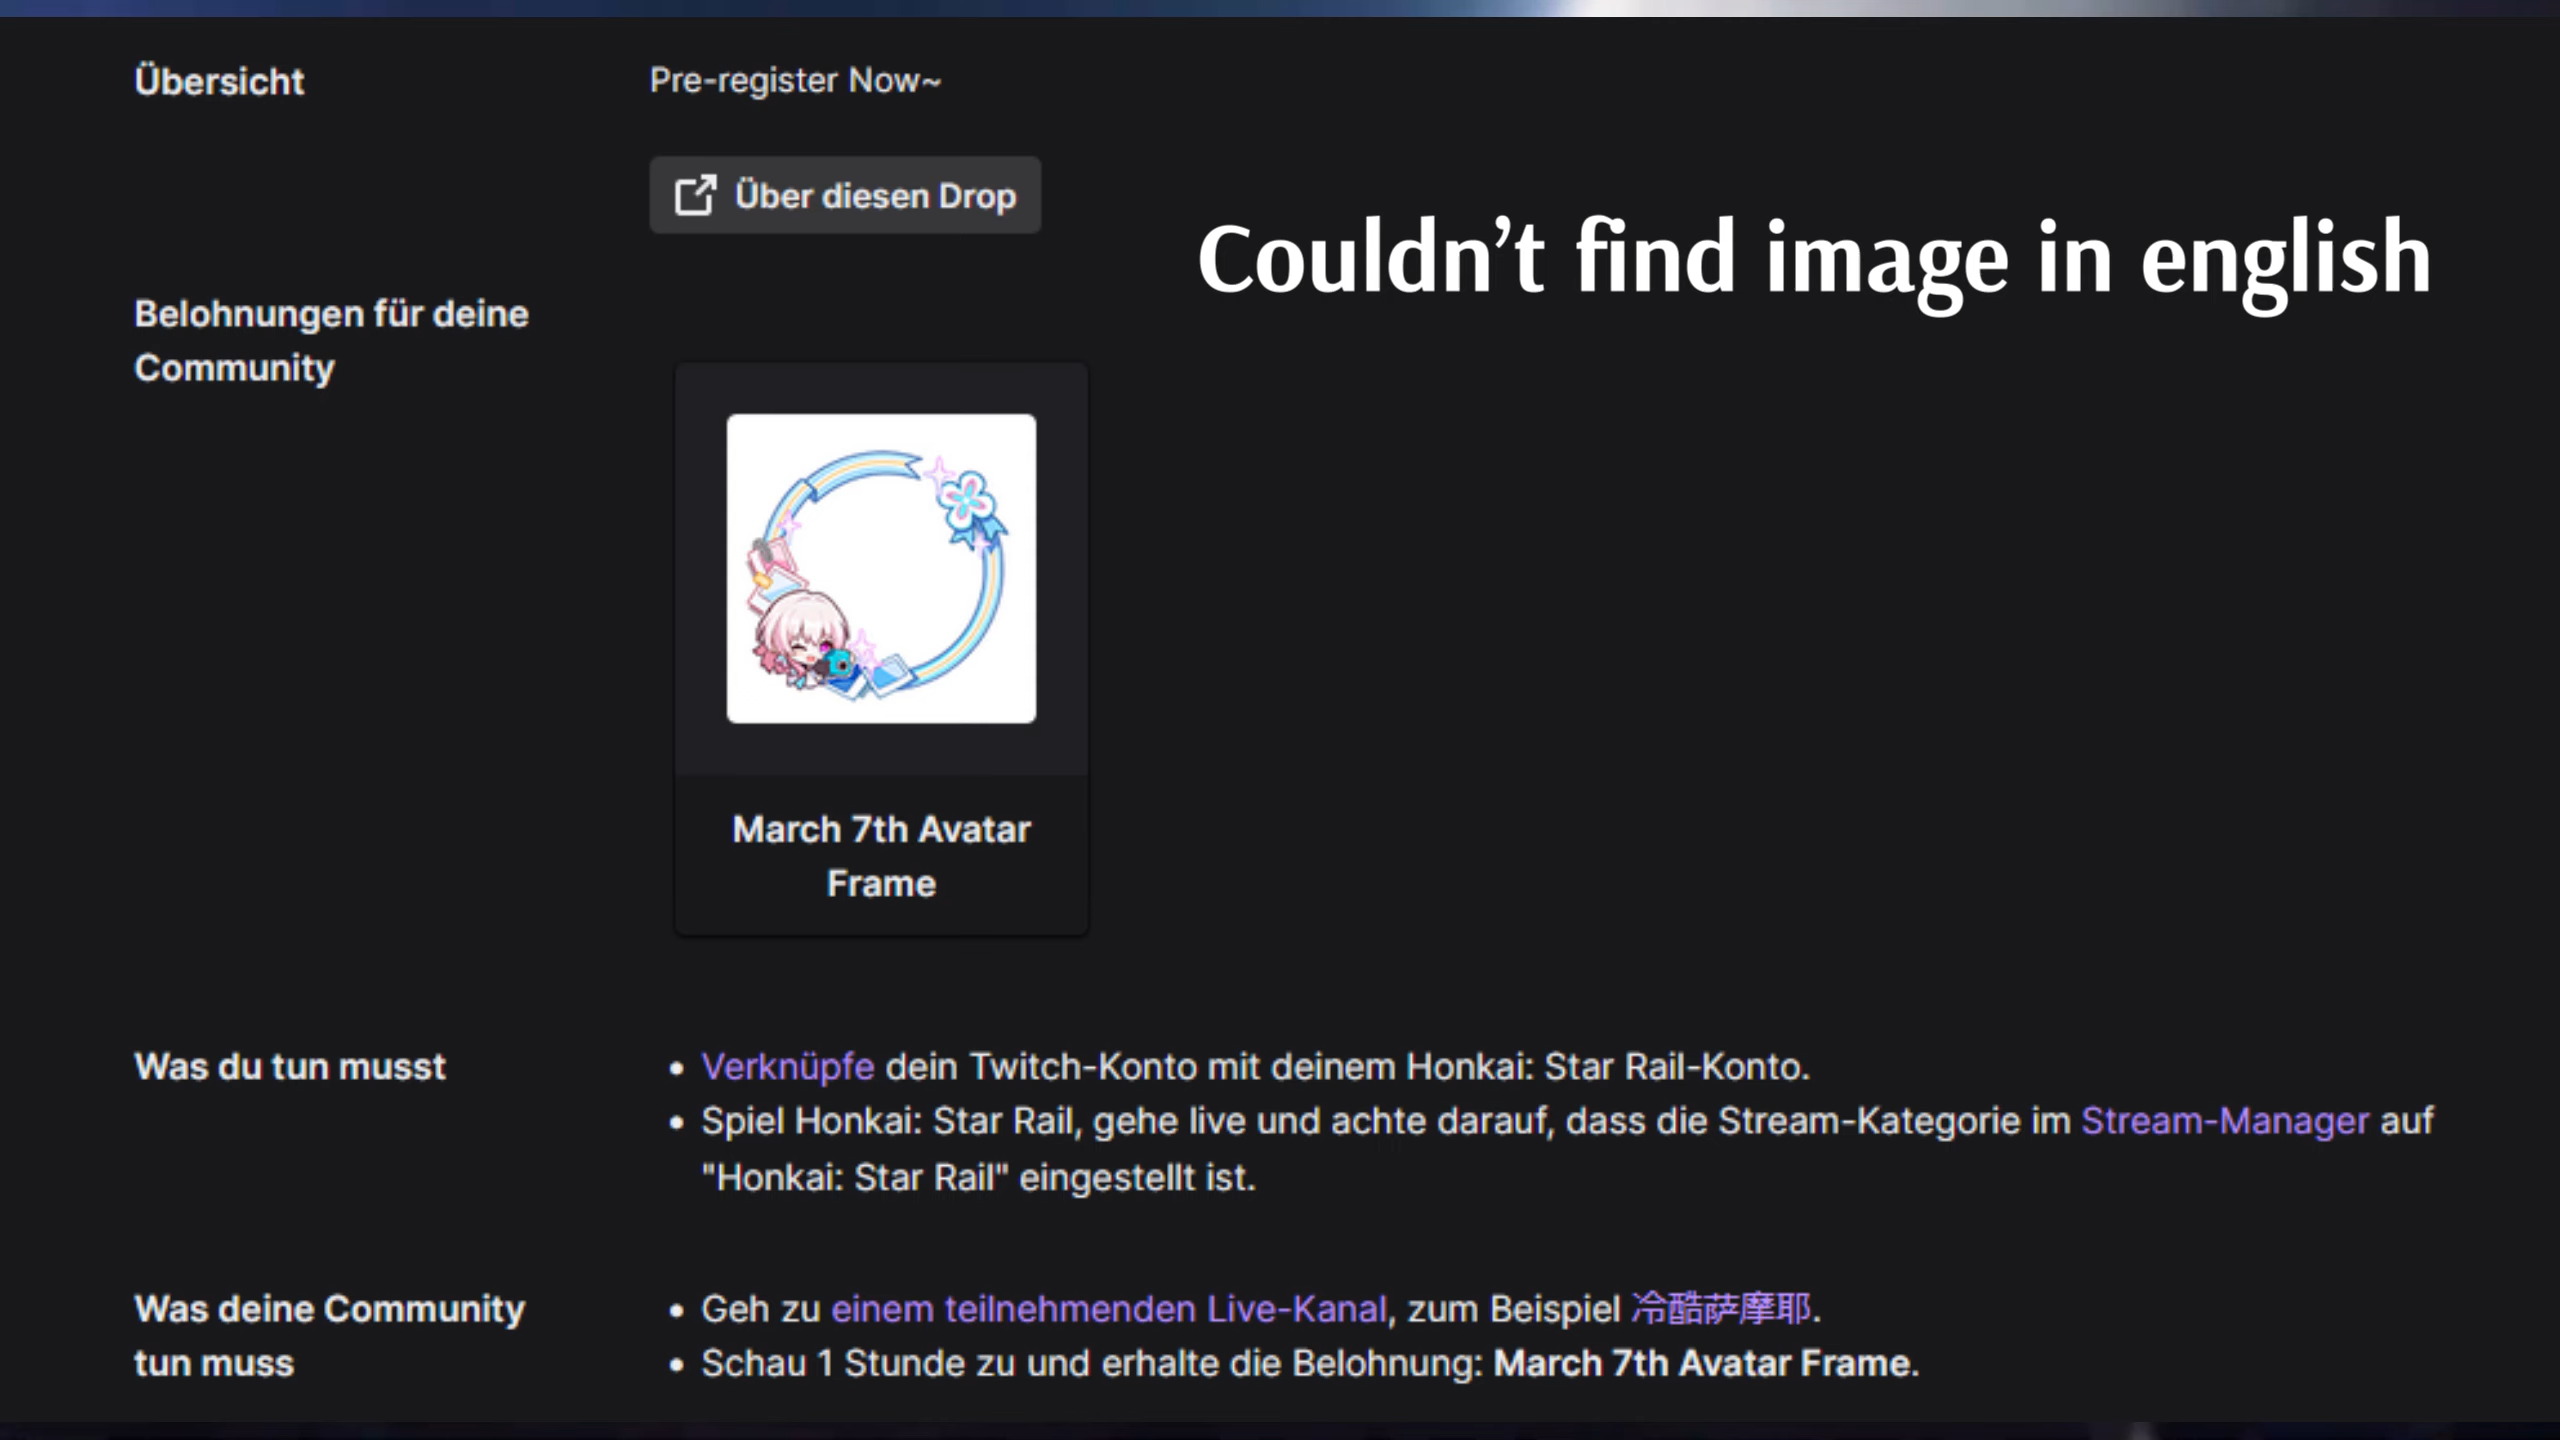 Übersicht
Pre-register Now~
Über diesen Drop
Couldn't find image in english
Belohnungen für deine
Community
March 7th Avatar
Frame
Was du tun musst
• Verknüpfe dein Twitch-Konto mit deinem Honkai: Star Rail-Konto.
• Spiel Honkai: Star Rail, gehe live und achte darauf, dass die Stream-Kategorie im Stream-Manager auf
"Honkai: Star Rail" eingestellt ist.
Was deine Community
tun muss
• Geh zu einem teilnehmenden Live-Kanal, zum Beispiel 冷酷萨摩耶.
• Schau 1 Stunde zu und erhalte die Belohnung: March 7th Avatar Frame.